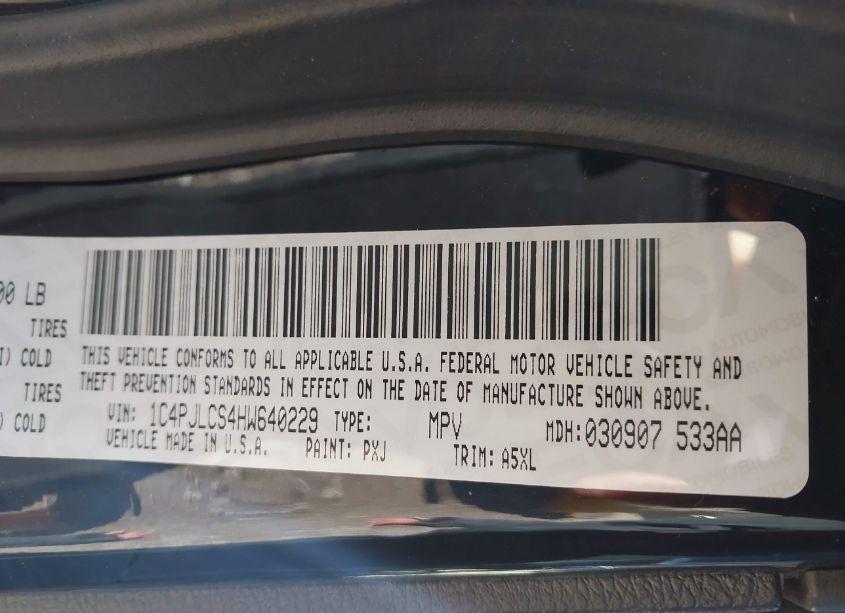 00 LB
TIRES
I) COLD
TIRES
) COLD
THIS VEHICLE CONFORMS TO ALL APPLICABLE U.S.A. FEDERAL MOTOR VEHICLE SAFETY AND
THEFT PREVENTION STANDARDS IN EFFECT ON THE DATE OF MANUFACTURE SHOWN ABOVE.
VIN: 1C4PJLCS4HW640229 TYPE: MPV MDH:030907 533AA
VEHICLE MADE IN U.S.A. PAINT: PXJ TRIM: A5XL